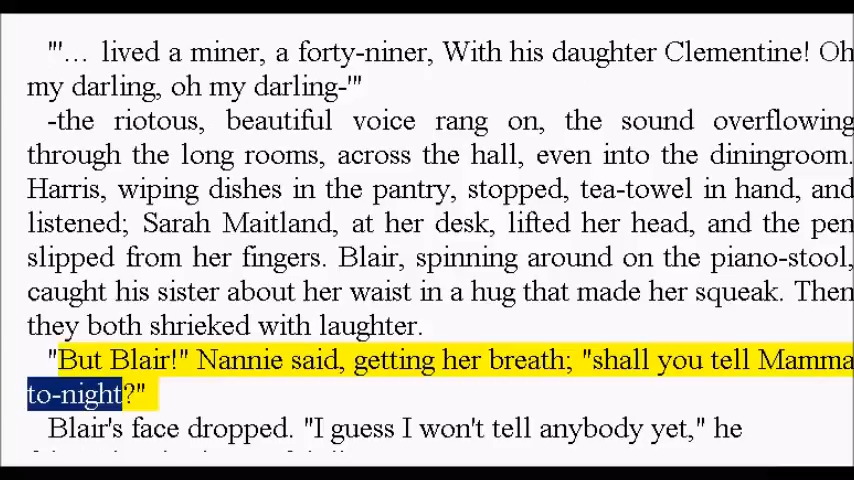 "'... lived a miner, a forty-niner, With his daughter Clementine! Oh
my darling, oh my darling-'"
-the riotous, beautiful voice rang on, the sound overflowing
through the long rooms, across the hall, even into the diningroom.
Harris, wiping dishes in the pantry, stopped, tea-towel in hand, and
listened; Sarah Maitland, at her desk, lifted her head, and the pen
slipped from her fingers. Blair, spinning around on the piano-stool,
caught his sister about her waist in a hug that made her squeak. Then
they both shrieked with laughter.
"But Blair!" Nannie said, getting her breath; "shall you tell Mamma
to-night?"
Blair's face dropped. "I guess I won't tell anybody yet," he